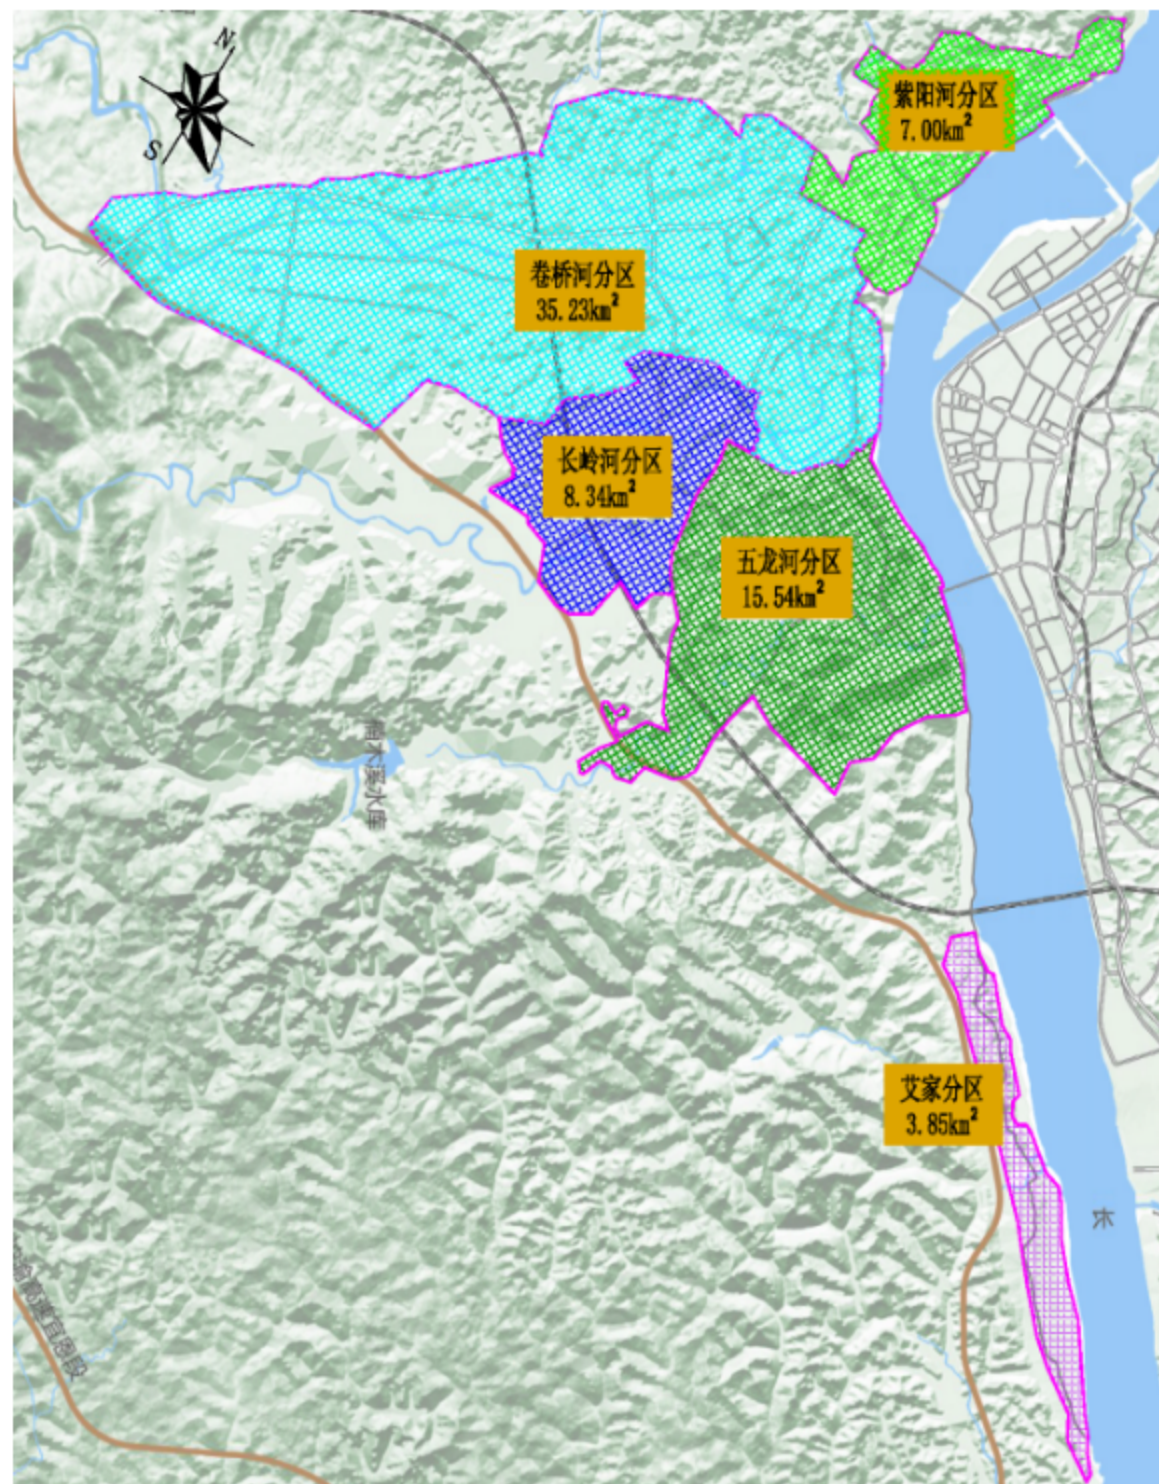 N
S
紫阳河分区
7.00km²
卷桥河分区
35.23km²
长岭河分区
8.34km²
五龙河分区
15.54km²
艾家分区
3.85km²
长